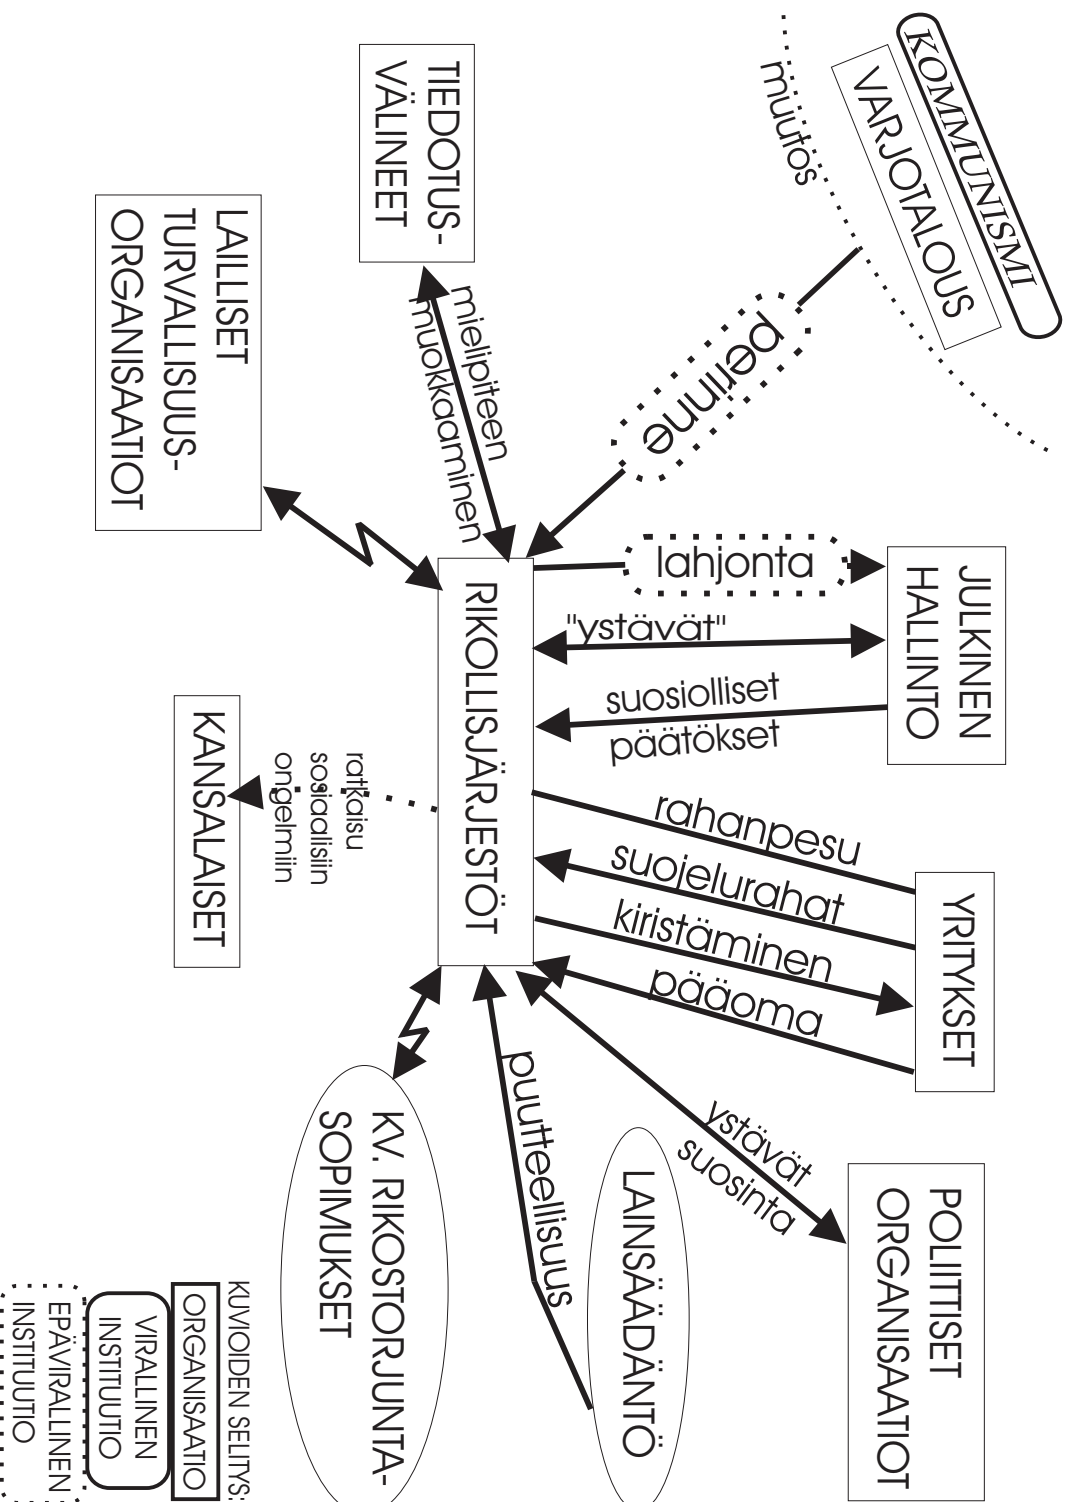 KOMMUNISMI
VARJOTALOUS
muutos
perinne
TIEDOTUS-
VÄLINEET
mielipiteen
muokkaaminen
LAILLISET
TURVALLISUUS-
ORGANISAATIOT
JULKINEN
HALLINTO
lahjonta
"ystävät"
suosiolliset
päätökset
RIKOLLISJÄRJESTÖT
YRITYKSET
rahanpesu
suojelurahat
kiristäminen
pääoma
KANSALAISET
ratkaisu
sosiaalisiin
ongelmiin
POLIITTISET
ORGANISAATIOT
ystävät
suosinta
LAINSÄÄDÄNTÖ
puutteellisuus
KV. RIKOSTORJUNTA-
SOPIMUKSET
KUVIOIDEN SELITYS:
ORGANISAATIO
VIRALLINEN
INSTITUUTIO
EPÄVIRALLINEN
INSTITUUTIO